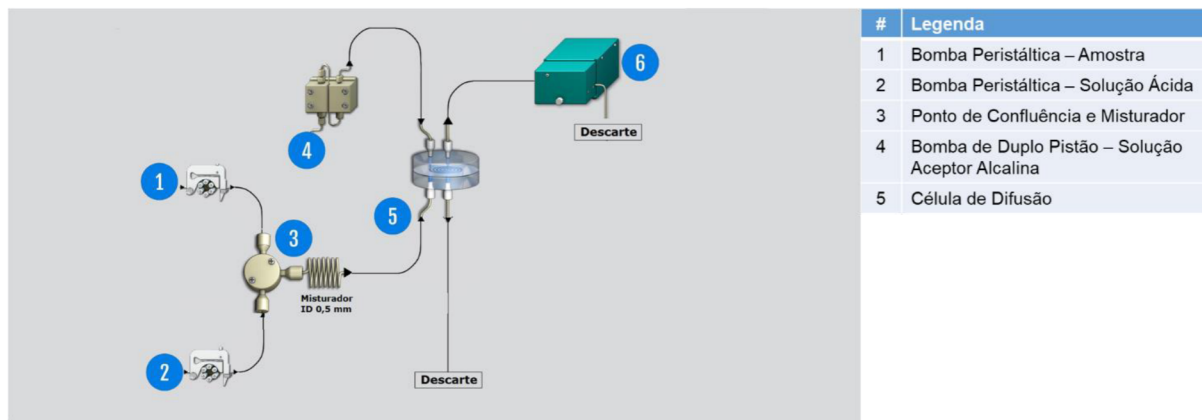 6
Descarte
4
1
5
3
Misturador
ID 0,5 mm
2
Descarte
# Legenda
1 Bomba Peristáltica – Amostra
2 Bomba Peristáltica – Solução Ácida
3 Ponto de Confluência e Misturador
4 Bomba de Duplo Pistão – Solução
Aceptor Alcalina
5 Célula de Difusão